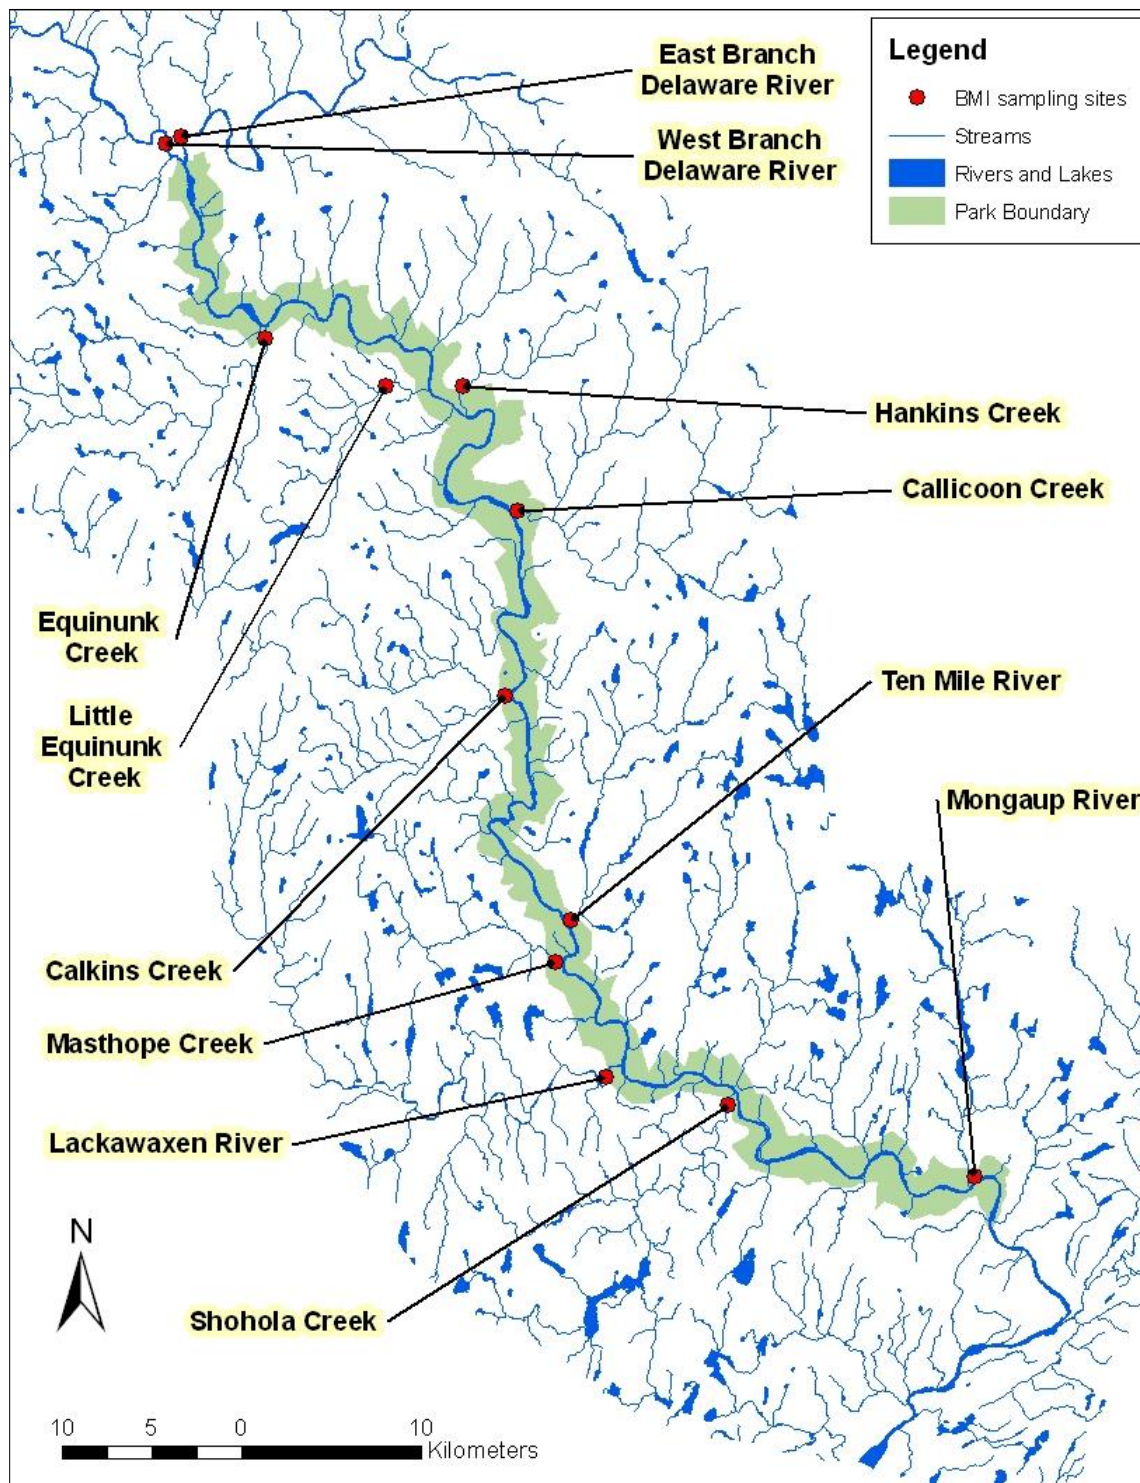 East Branch
Delaware River
West Branch
Delaware River
Legend
BMI sampling sites
Streams
Rivers and Lakes
Park Boundary
Hankins Creek
Callicoon Creek
Equinunk
Creek
Ten Mile River
Little
Equinunk
Creek
Mongaup River
Calkins Creek
Masthope Creek
Lackawaxen River
N
Shohola Creek
10 5 0 10
Kilometers